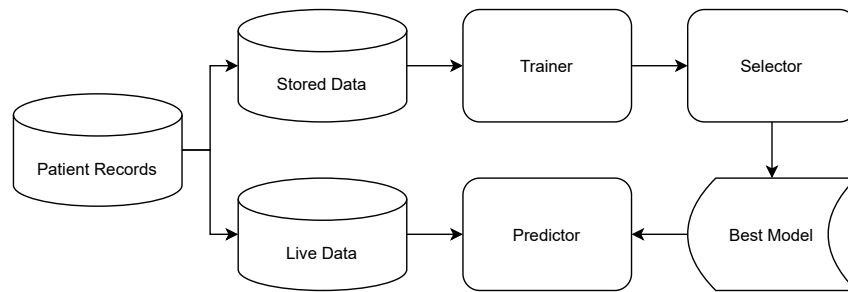 Stored Data
Trainer
Selector
Patient Records
Live Data
Predictor
Best Model